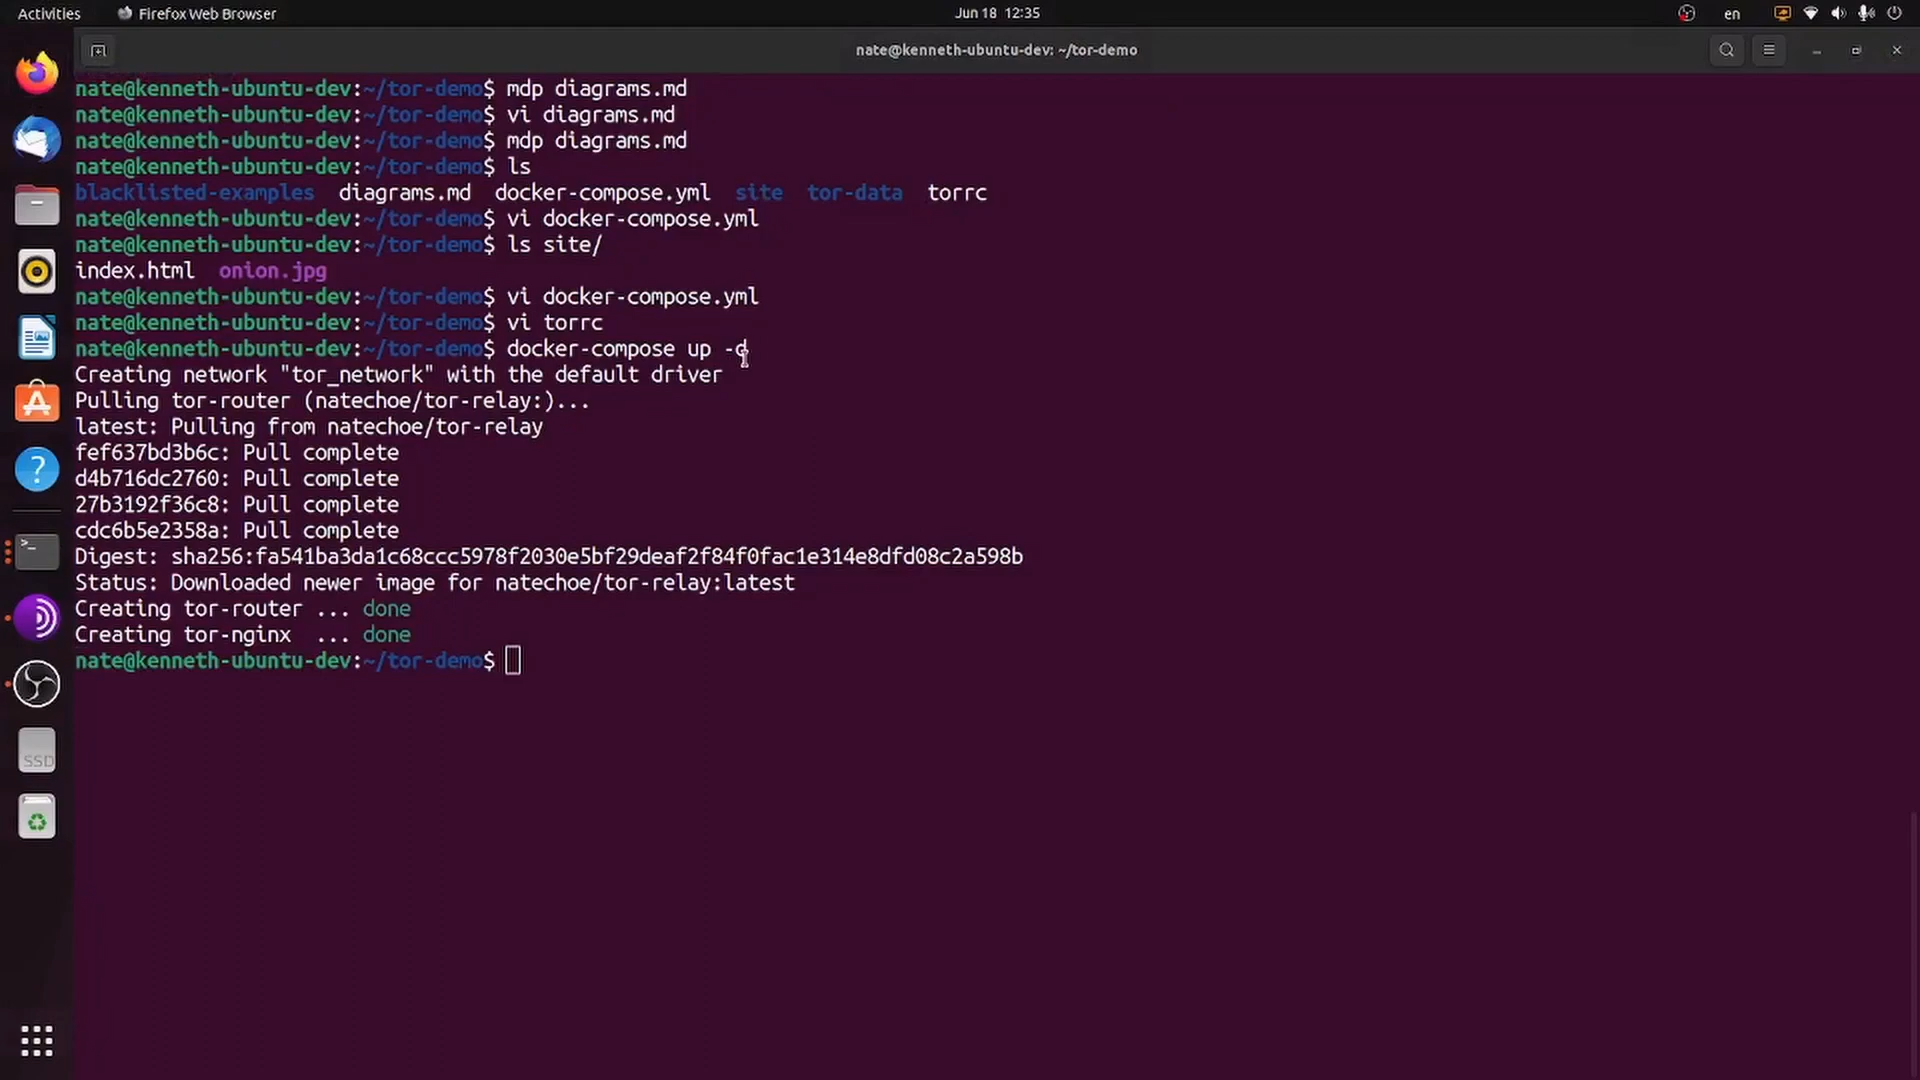 Activities Firefox Web Browser Jun 18 12:35 en
nate@kenneth-ubuntu-dev: ~/tor-demo
nate@kenneth-ubuntu-dev:~/tor-demo$ mdp diagrams.md
nate@kenneth-ubuntu-dev:~/tor-demo$ vi diagrams.md
nate@kenneth-ubuntu-dev:~/tor-demo$ mdp diagrams.md
nate@kenneth-ubuntu-dev:~/tor-demo$ ls
blacklisted-examples diagrams.md docker-compose.yml site tor-data torrc
nate@kenneth-ubuntu-dev:~/tor-demo$ vi docker-compose.yml
nate@kenneth-ubuntu-dev:~/tor-demo$ ls site/
index.html onion.jpg
nate@kenneth-ubuntu-dev:~/tor-demo$ vi docker-compose.yml
nate@kenneth-ubuntu-dev:~/tor-demo$ vi torrc
nate@kenneth-ubuntu-dev:~/tor-demo$ docker-compose up -d
Creating network "tor_network" with the default driver
Pulling tor-router (natechoe/tor-relay:)...
latest: Pulling from natechoe/tor-relay
fef637bd3b6c: Pull complete
d4b716dc2760: Pull complete
27b3192f36c8: Pull complete
cdc6b5e2358a: Pull complete
Digest: sha256:fa541ba3da1c68ccc5978f2030e5bf29deaf2f84f0fac1e314e8dfd08c2a598b
Status: Downloaded newer image for natechoe/tor-relay:latest
Creating tor-router ... done
Creating tor-nginx ... done
nate@kenneth-ubuntu-dev:~/tor-demo$
SSD